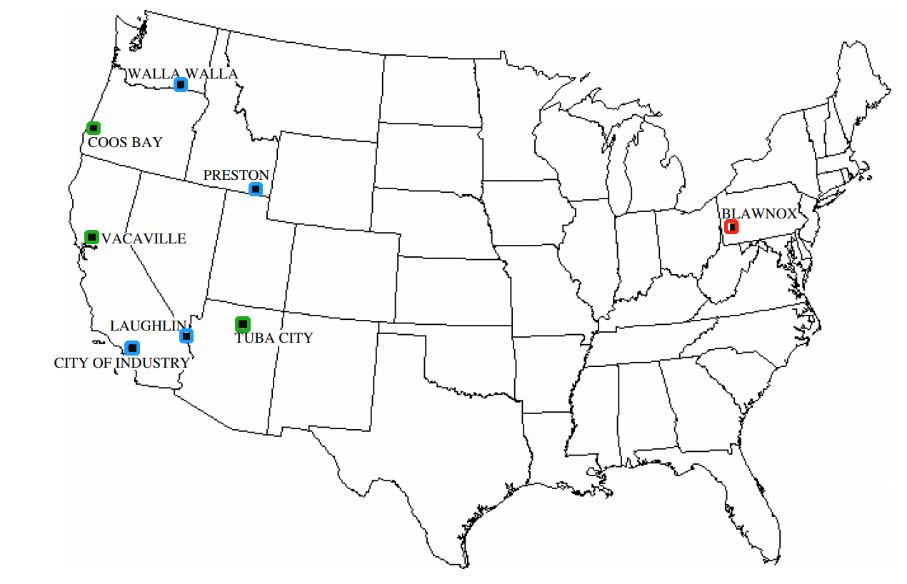 WALLA WALLA
COOS BAY
PRESTON
BLAWNOX
VACAVILLE
LAUGHLIN
TUBA CITY
CITY OF INDUSTRY